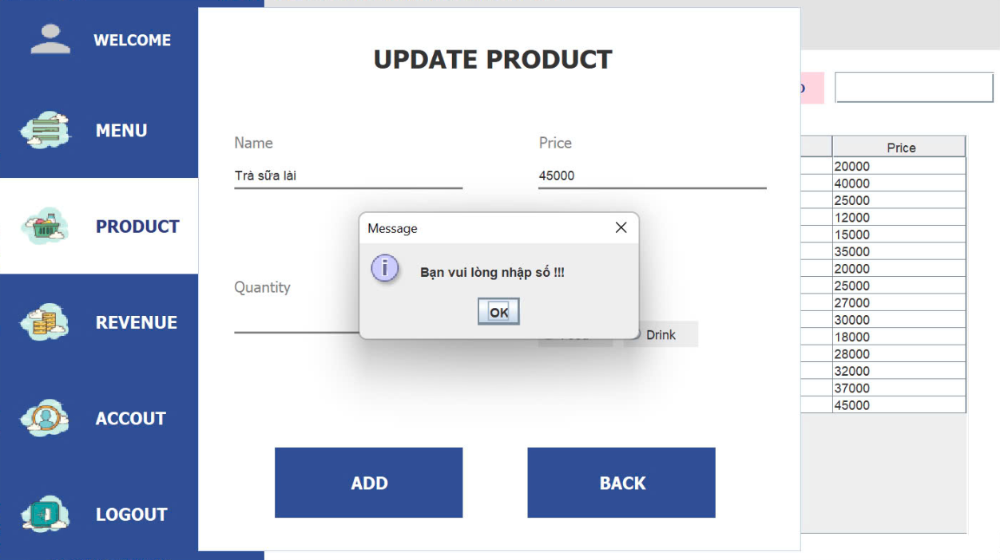 WELCOME
MENU
PRODUCT
REVENUE
ACCOUT
LOGOUT
UPDATE PRODUCT
Name
Price
Trà sữa lài
45000
Quantity
Drink
Message
Bạn vui lòng nhập số !!!
OK
ADD
BACK
Price
20000
40000
25000
12000
15000
35000
20000
25000
27000
30000
18000
28000
32000
37000
45000